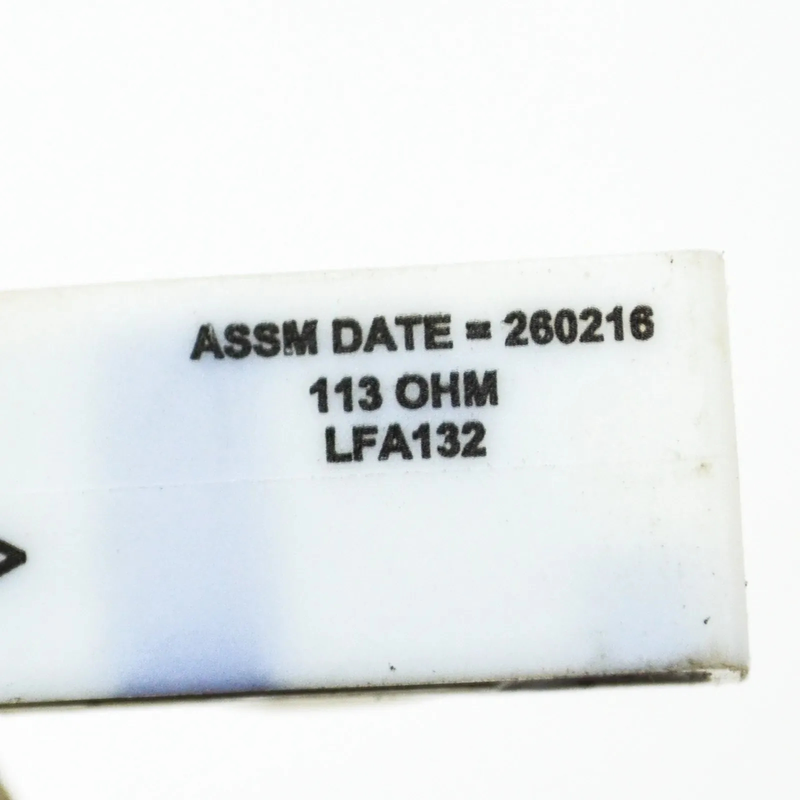 ASSM DATE = 260216
113 OHM
LFA132